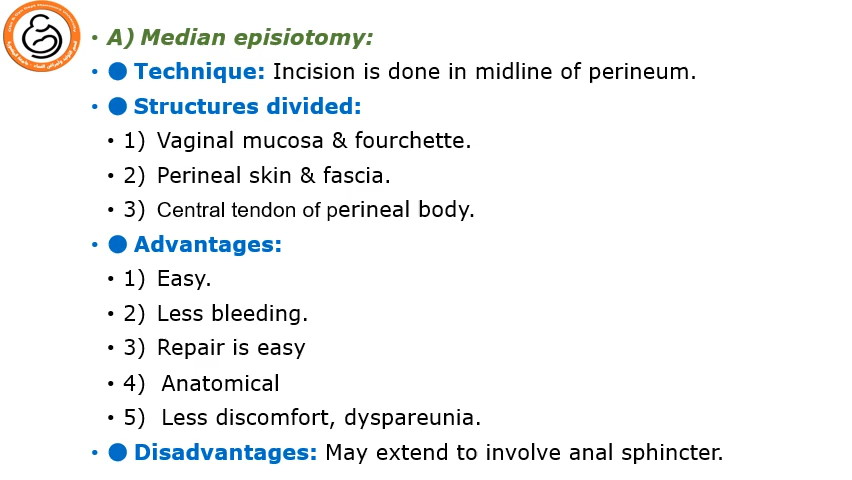 • A) Median episiotomy:
• ● Technique: Incision is done in midline of perineum.
• ● Structures divided:
• 1) Vaginal mucosa & fourchette.
• 2) Perineal skin & fascia.
• 3) Central tendon of perineal body.
• ● Advantages:
• 1) Easy.
• 2) Less bleeding.
• 3) Repair is easy
• 4) Anatomical
• 5) Less discomfort, dyspareunia.
• ● Disadvantages: May extend to involve anal sphincter.